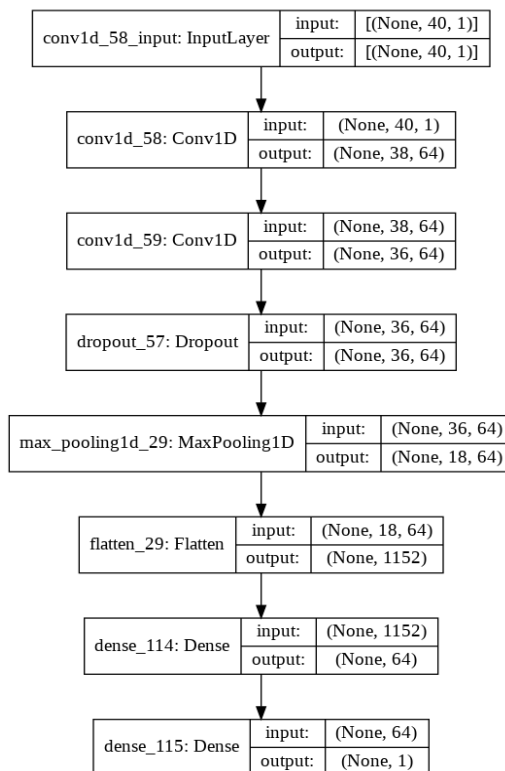 conv1d_58_input: InputLayer
input: [(None, 40, 1)]
output: [(None, 40, 1)]
conv1d_58: Conv1D
input: (None, 40, 1)
output: (None, 38, 64)
conv1d_59: Conv1D
input: (None, 38, 64)
output: (None, 36, 64)
dropout_57: Dropout
input: (None, 36, 64)
output: (None, 36, 64)
max_pooling1d_29: MaxPooling1D
input: (None, 36, 64)
output: (None, 18, 64)
flatten_29: Flatten
input: (None, 18, 64)
output: (None, 1152)
dense_114: Dense
input: (None, 1152)
output: (None, 64)
dense_115: Dense
input: (None, 64)
output: (None, 1)